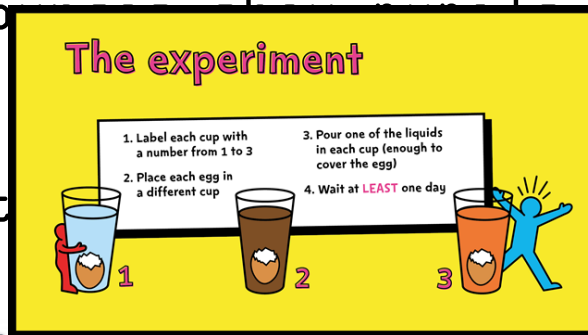 The experiment
1. Label each cup with
a number from 1 to 3
2. Place each egg in
a different cup
3. Pour one of the liquids
in each cup (enough to
cover the egg)
4. Wait at LEAST one day
1
2
3